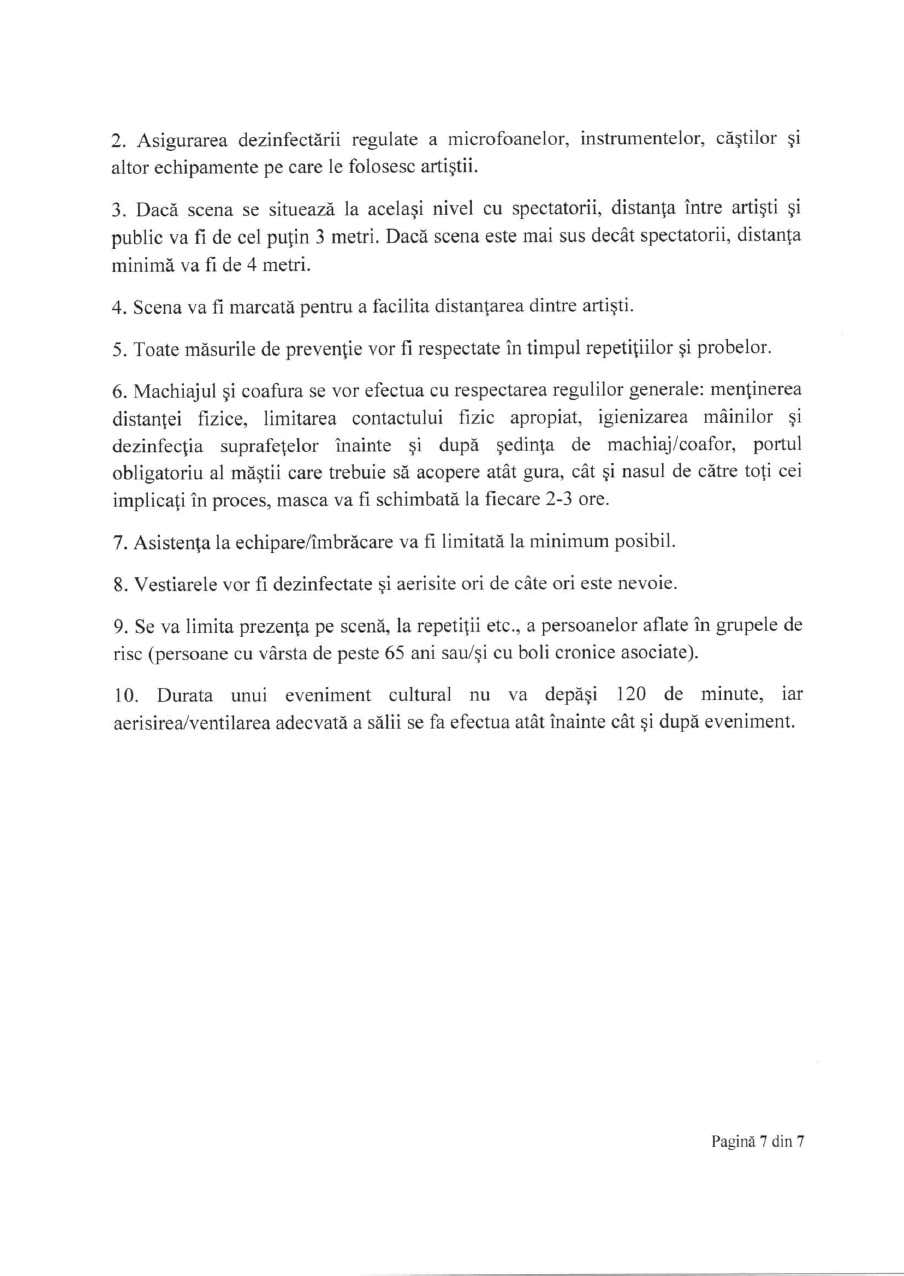 2. Asigurarea dezinfectării regulate a microfoanelor, instrumentelor, căştilor şi
altor echipamente pe care le folosesc artiştii.
3. Dacă scena se situează la acelaşi nivel cu spectatorii, distanţa între artişti şi
public va fi de cel puţin 3 metri. Dacă scena este mai sus decât spectatorii, distanţa
minimă va fi de 4 metri.
4. Scena va fi marcată pentru a facilita distanţarea dintre artişti.
5. Toate măsurile de prevenţie vor fi respectate în timpul repetiţiilor şi probelor.
6. Machiajul şi coafura se vor efectua cu respectarea regulilor generale: menţinerea
distanţei fizice, limitarea contactului fizic apropiat, igienizarea mâinilor şi
dezinfecţia suprafeţelor înainte şi după şedinţa de machiaj/coafor, portul
obligatoriu al măştii care trebuie să acopere atât gura, cât şi nasul de către toţi cei
implicaţi în proces, masca va fi schimbată la fiecare 2-3 ore.
7. Asistenţa la echipare/îmbrăcare va fi limitată la minimum posibil.
8. Vestiarele vor fi dezinfectate şi aerisite ori de câte ori este nevoie.
9. Se va limita prezenţa pe scenă, la repetiţii etc., a persoanelor aflate în grupele de
risc (persoane cu vârsta de peste 65 ani sau/şi cu boli cronice asociate).
10. Durata unui eveniment cultural nu va depăşi 120 de minute, iar
aerisirea/ventilarea adecvată a sălii se fa efectua atât înainte cât şi după eveniment.
Pagină 7 din 7